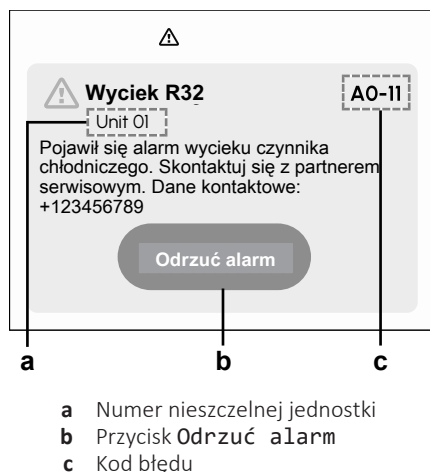 Wyciek R32
A0-11
Unit 01
Pojawił się alarm wycieku czynnika
chłodniczego. Skontaktuj się z partnerem
serwisowym. Dane kontaktowe:
+123456789
Odrzuć alarm
a b c
a Numer nieszczelnej jednostki
b Przycisk Odrzuć alarm
c Kod błędu